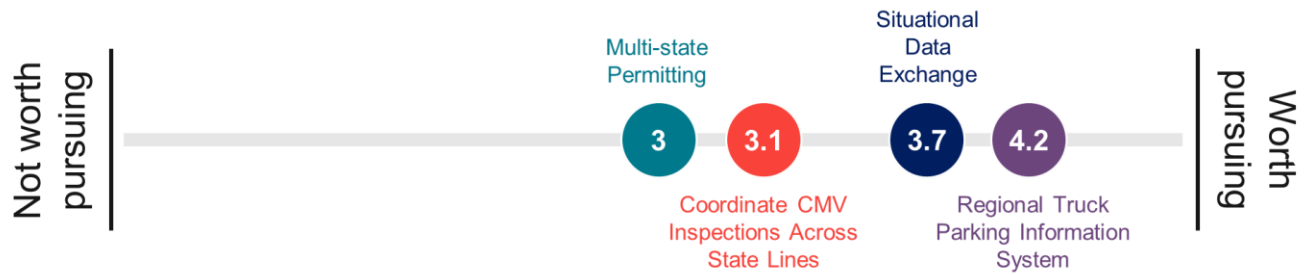 Not worth
pursuing
Multi-state
Permitting
3
Coordinate CMV
Inspections Across
State Lines
3.1
Situational
Data
Exchange
3.7
Regional Truck
Parking Information
System
4.2
Worth
pursuing